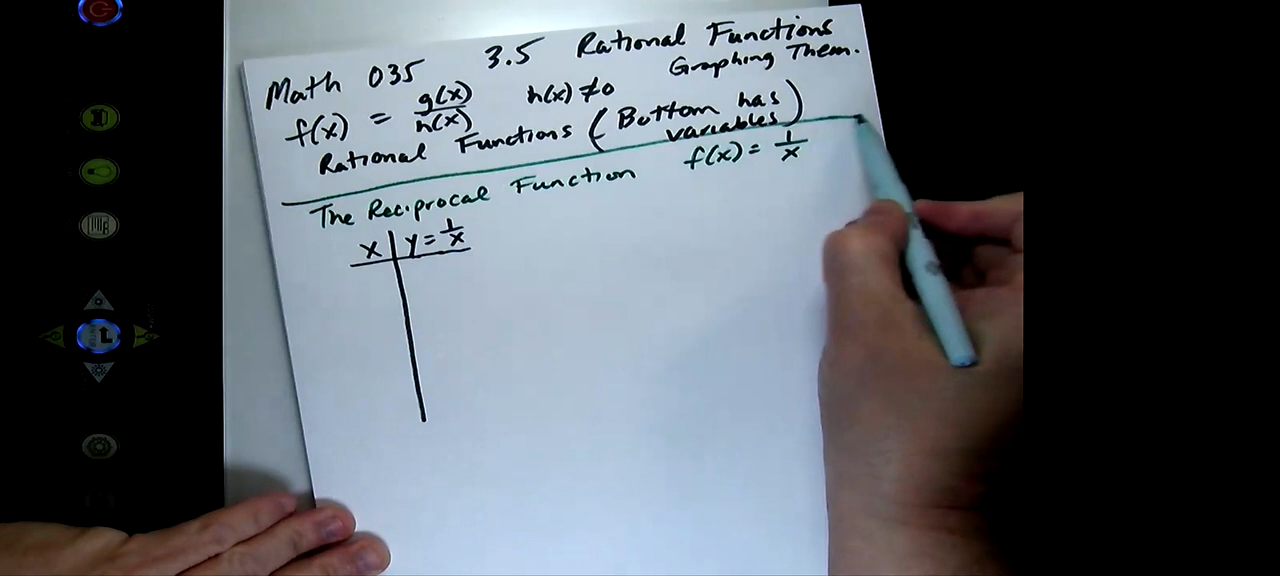 Math 035 3.5 Rational Functions
Graphing Them.
f(x) = g(x)/h(x) h(x) ≠ 0
Rational Functions (Bottom has variables)
The Reciprocal Function f(x) = 1/x
x | y = 1/x